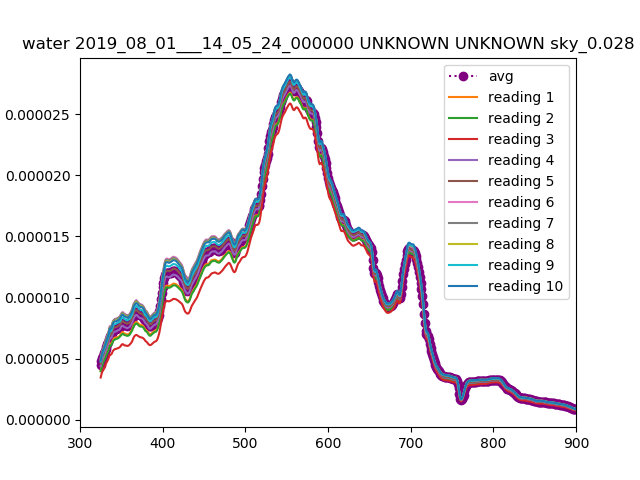 water 2019_08_01___14_05_24_000000 UNKNOWN UNKNOWN sky_0.028
avg
reading 1
reading 2
reading 3
reading 4
reading 5
reading 6
reading 7
reading 8
reading 9
reading 10
0.000025
0.000020
0.000015
0.000010
0.000005
0.000000
300 400 500 600 700 800 900